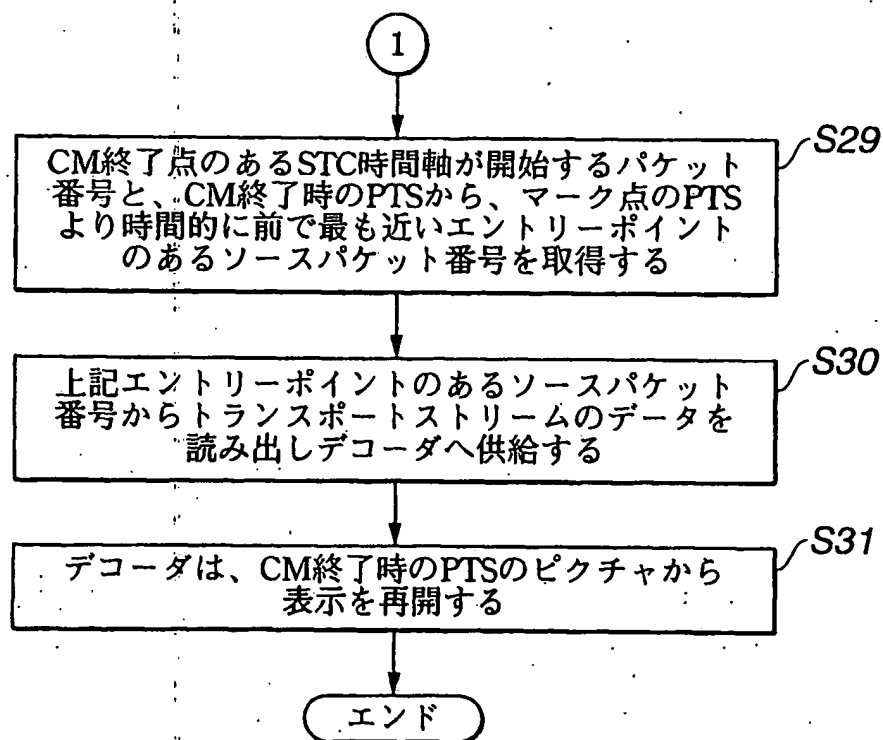 1
S29
CM終了点のあるSTC時間軸が開始するパケット
番号と、CM終了時のPTSから、マーク点のPTS
より時間的に前で最も近いエントリーポイント
のあるソースパケット番号を取得する
S30
上記エントリーポイントのあるソースパケット
番号からトランスポートストリームのデータを
読み出しデコーダへ供給する
S31
デコーダは、CM終了時のPTSのピクチャから
表示を再開する
エンド